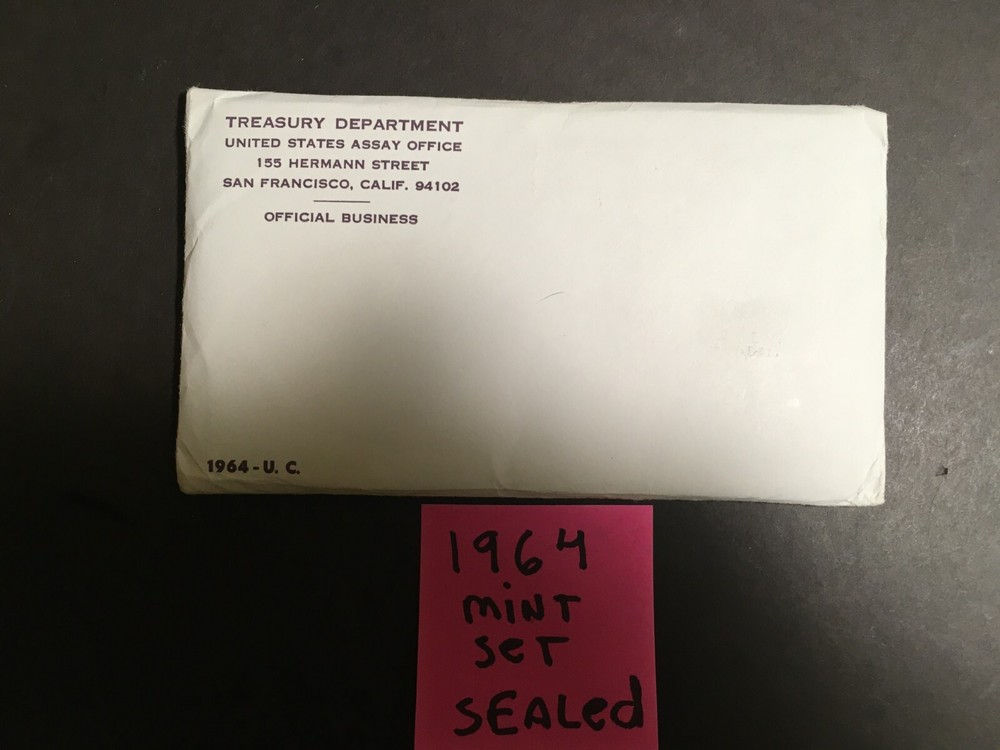 TREASURY DEPARTMENT
UNITED STATES ASSAY OFFICE
155 HERMANN STREET
SAN FRANCISCO, CALIF. 94102
OFFICIAL BUSINESS
1964 - U. C.
1964
MINT
SET
SEALed